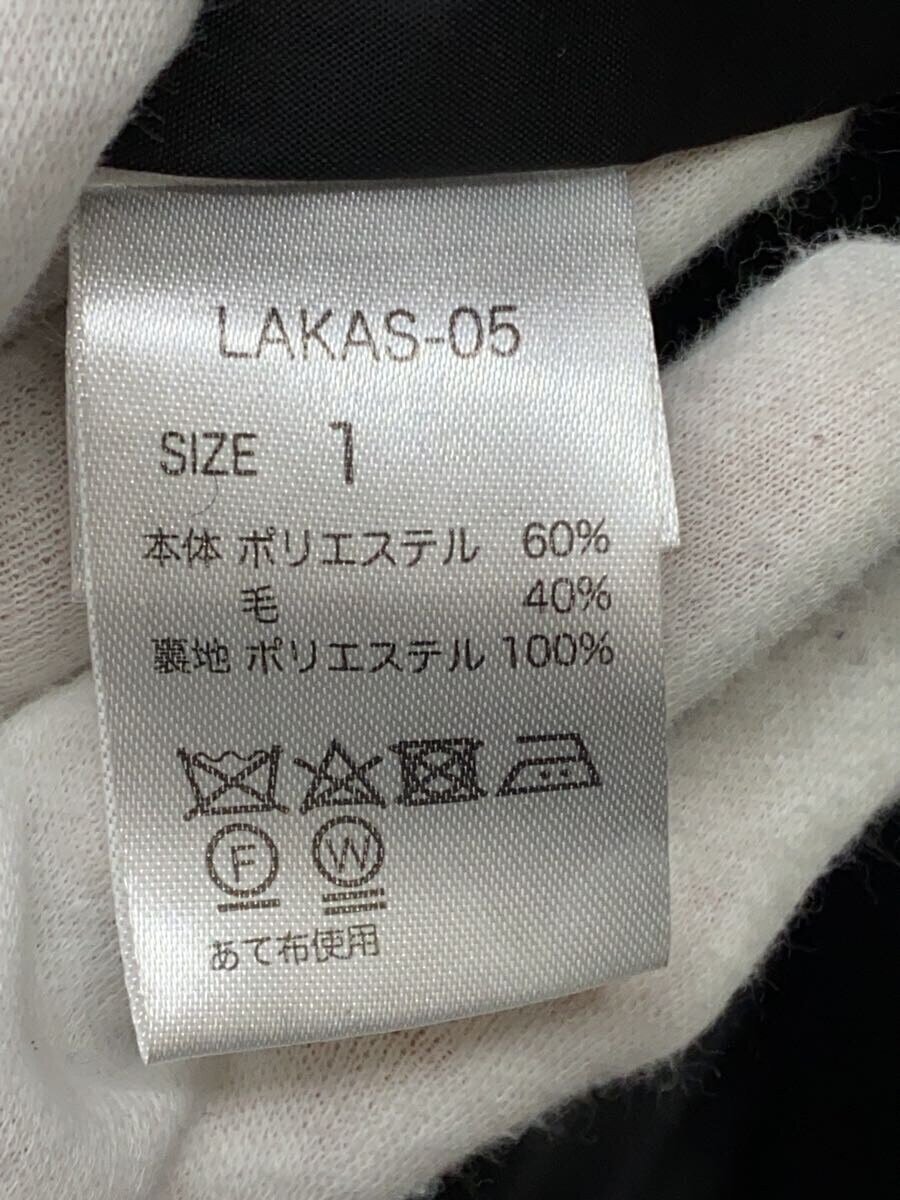 LAKAS-05
SIZE 1
本体 ポリエステル 60%
毛 40%
裏地 ポリエステル 100%
F W
あて布使用